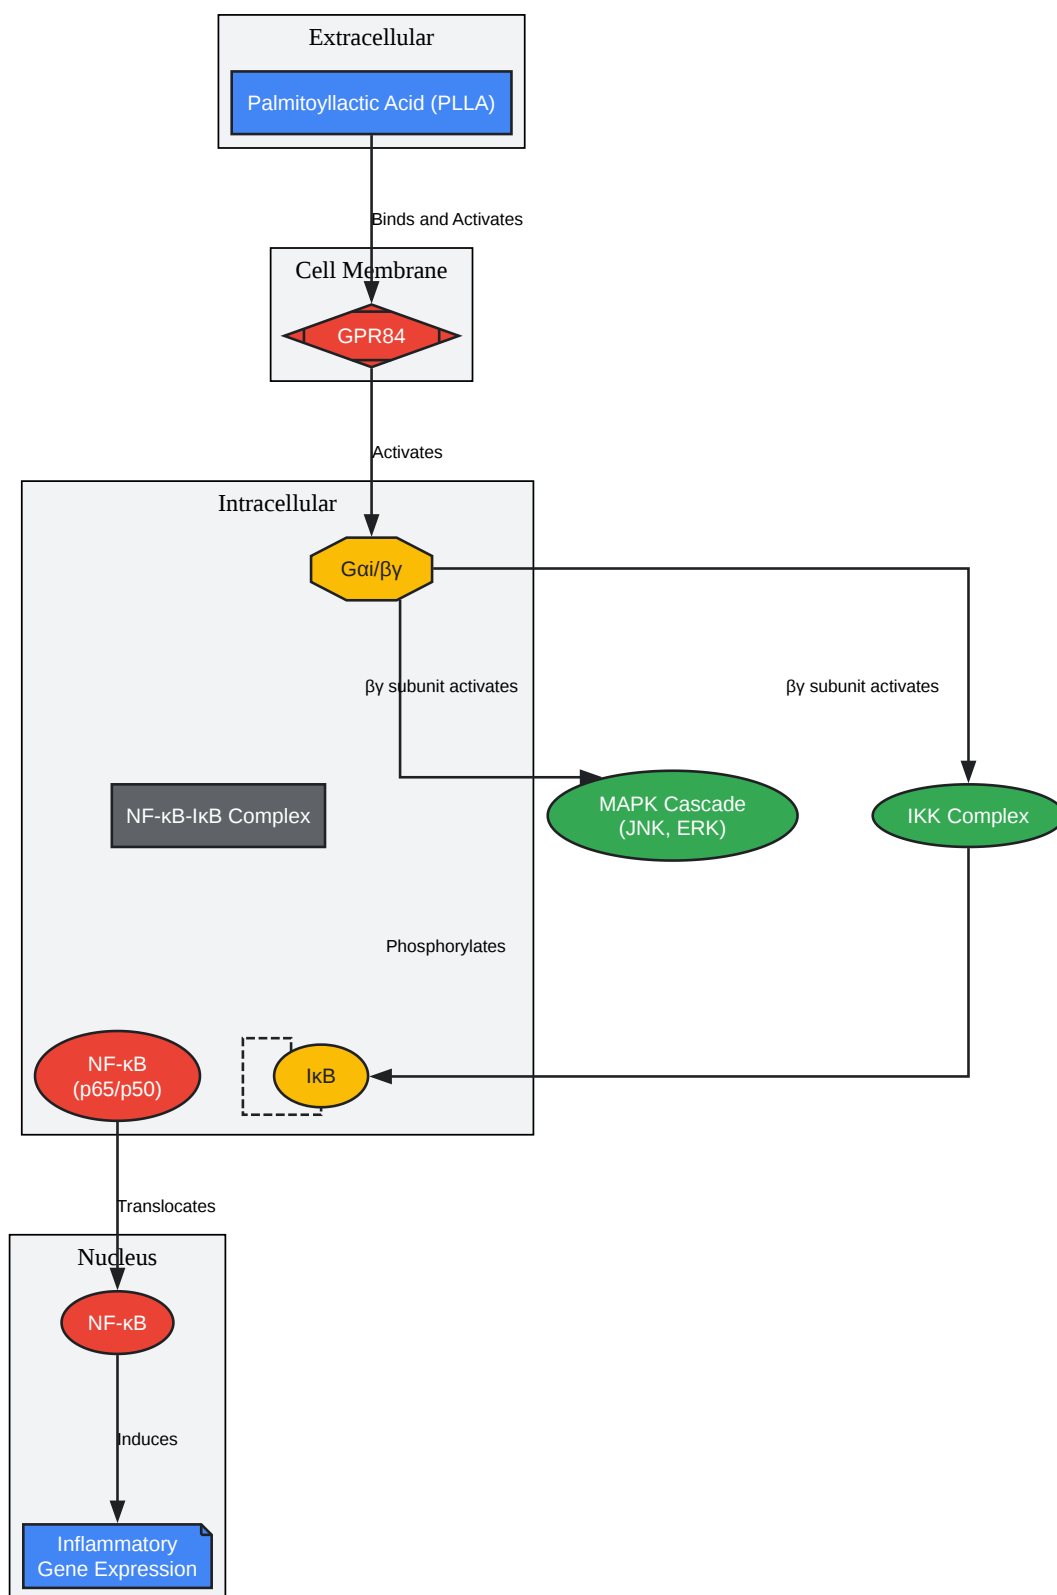 Extracellular
Palmitoyllactic Acid (PLLA)
Binds and Activates
Cell Membrane
GPR84
Activates
Intracellular
Gαi/βγ
βγ subunit activates
βγ subunit activates
NF-κB-IκB Complex
MAPK Cascade
(JNK, ERK)
IKK Complex
Phosphorylates
NF-κB
(p65/p50)
IκB
Translocates
Nucleus
NF-κB
Induces
Inflammatory
Gene Expression